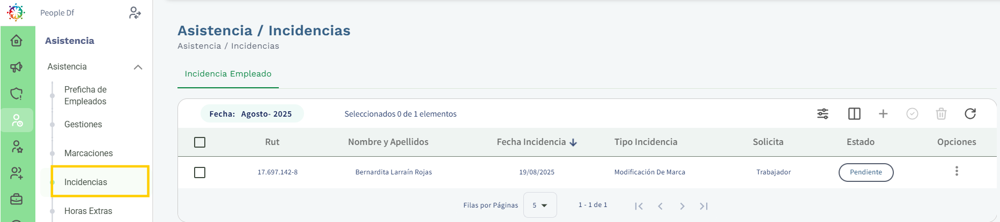 People Df
Asistencia
Asistencia
Preficha de
Empleados
Gestiones
Marcaciones
Incidencias
Horas Extras
Asistencia / Incidencias
Asistencia / Incidencias
Incidencia Empleado
Fecha: Agosto- 2025 Seleccionados 0 de 1 elementos
Rut Nombre y Apellidos Fecha Incidencia Tipo Incidencia Solicita Estado Opciones
17.697.142-8 Bernardita Larraín Rojas 19/08/2025 Modificación De Marca Trabajador Pendiente
Filas por Páginas 5 1 - 1 de 1